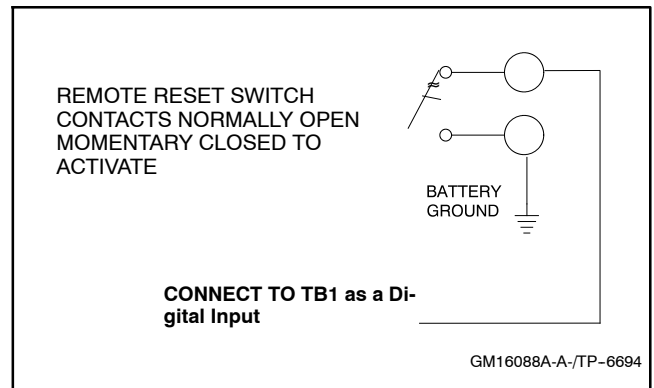 REMOTE RESET SWITCH
CONTACTS NORMALLY OPEN
MOMENTARY CLOSED TO
ACTIVATE
BATTERY
GROUND
CONNECT TO TB1 as a Di-
gital Input
GM16088A-A-/TP-6694